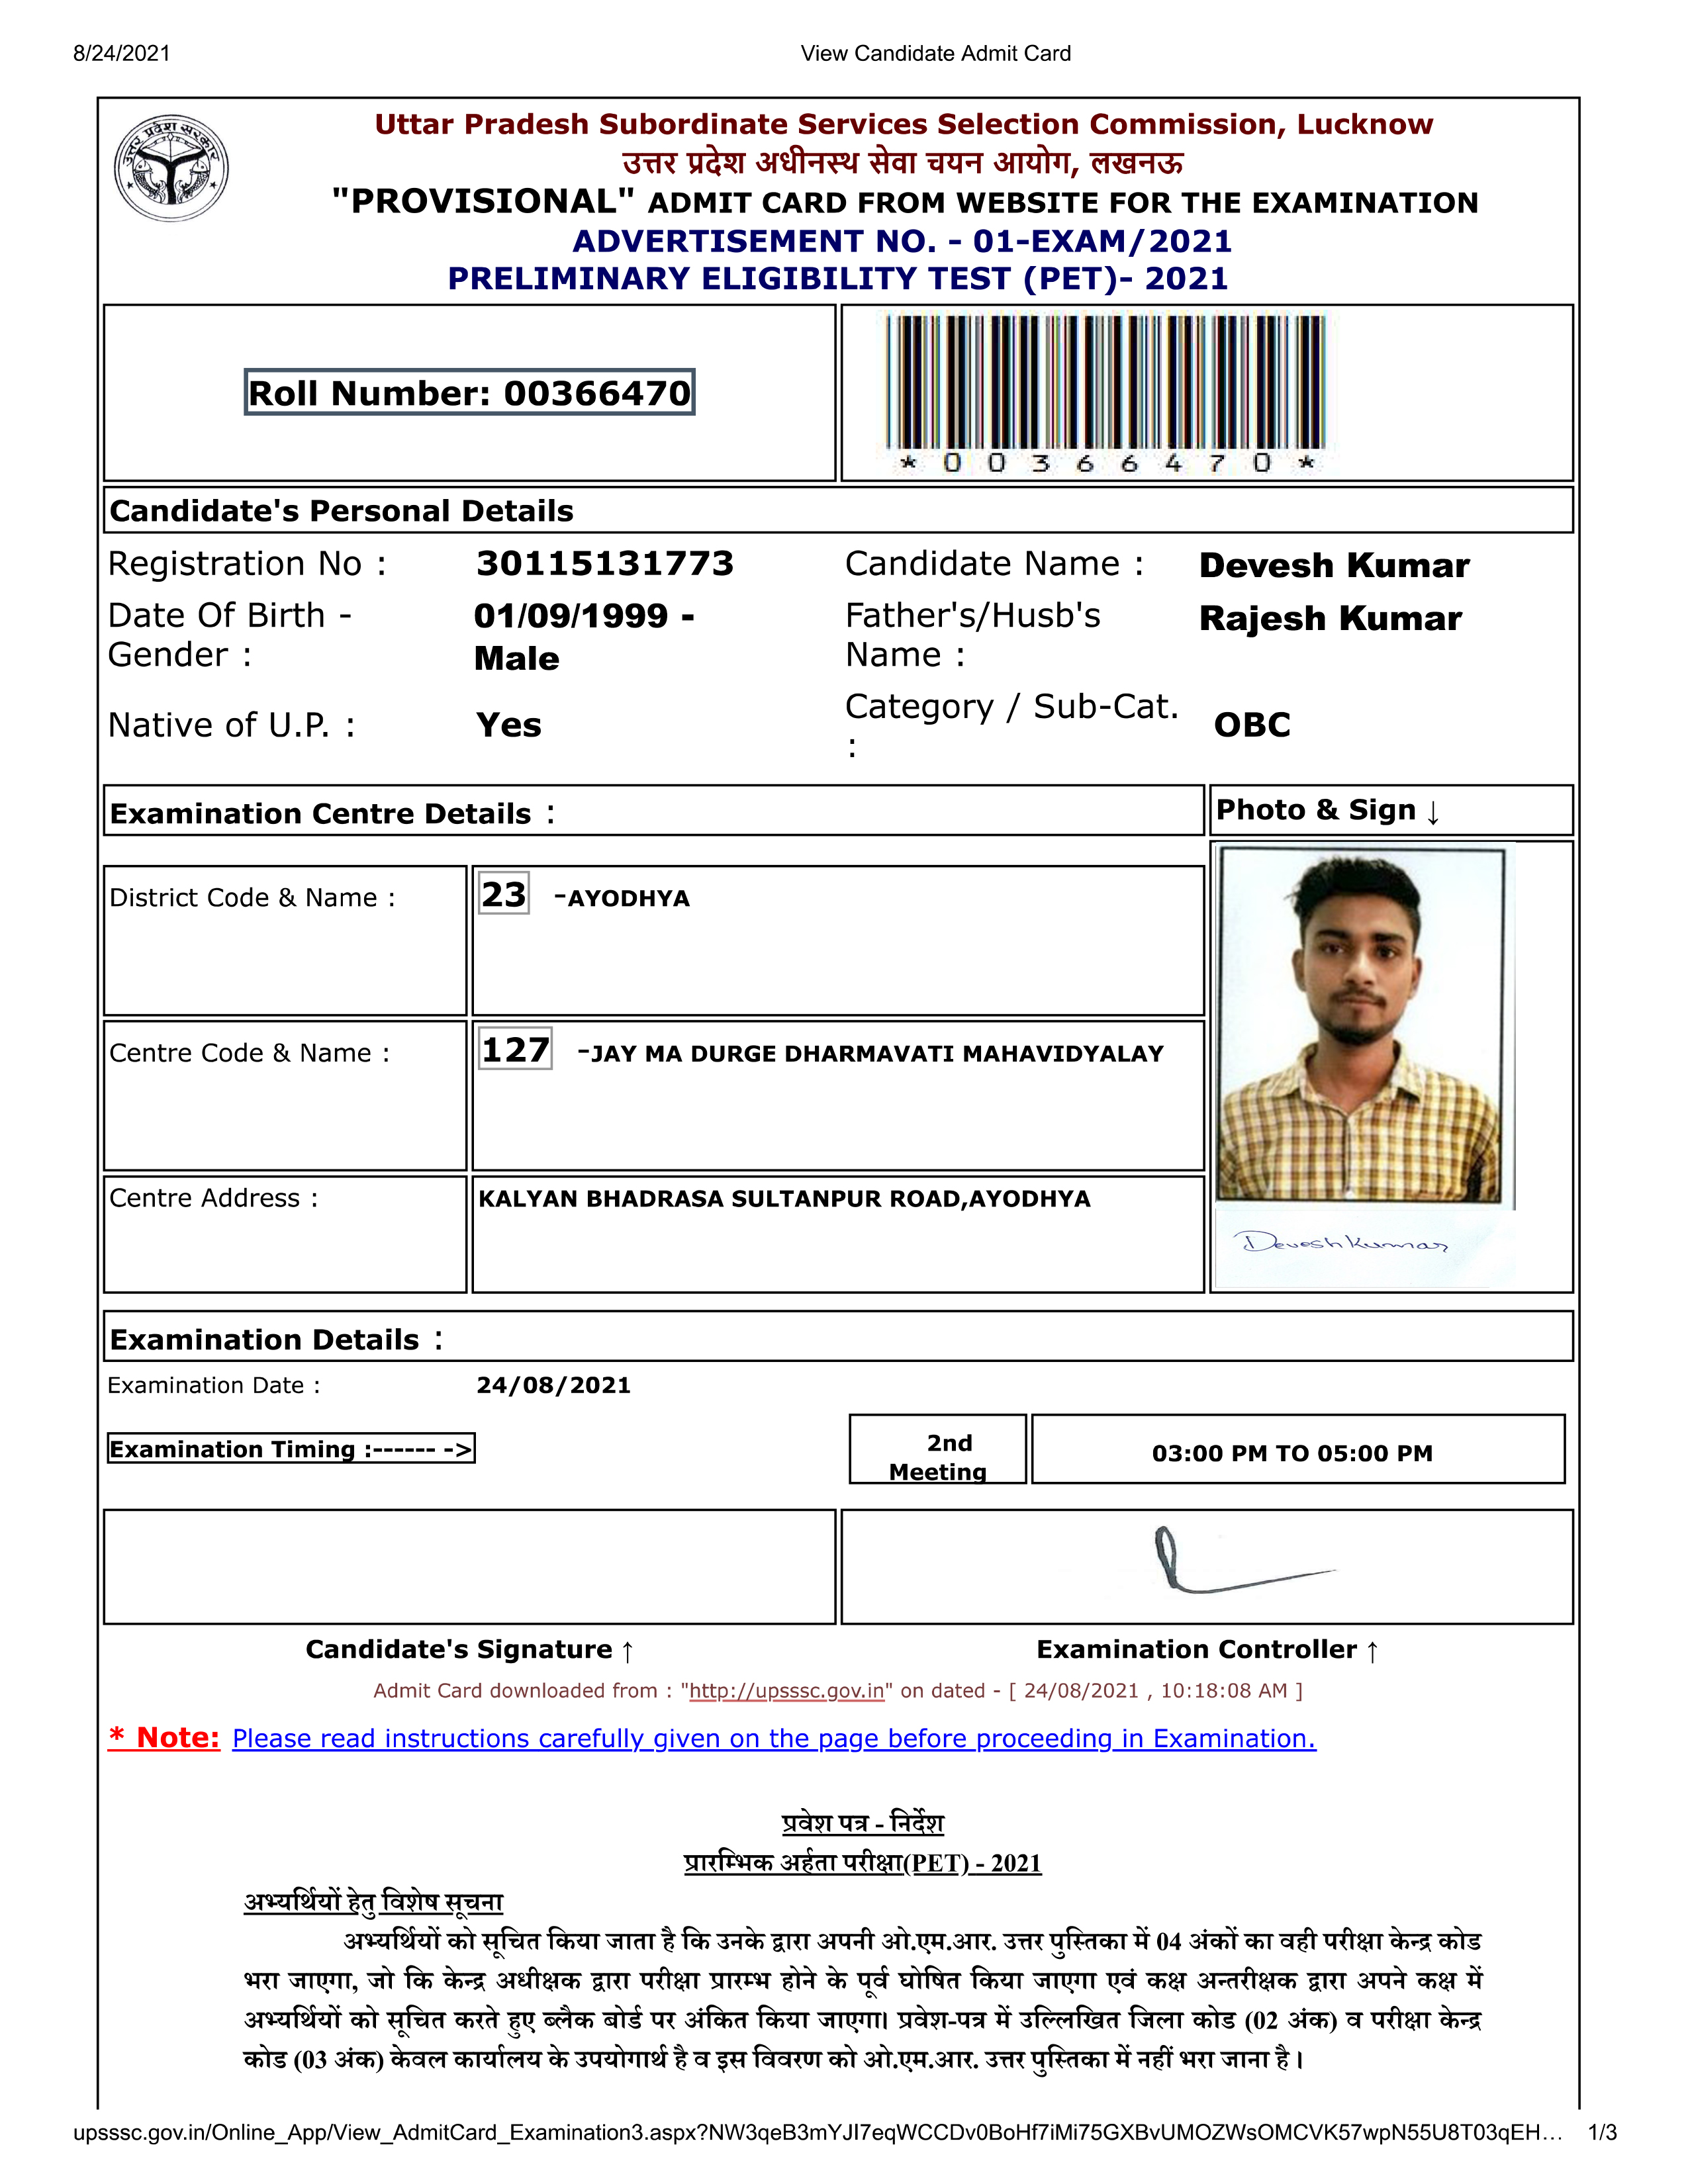 8/24/2021 View Candidate Admit Card
उत्तर प्रदेश सरकार
Uttar Pradesh Subordinate Services Selection Commission, Lucknow
उत्तर प्रदेश अधीनस्थ सेवा चयन आयोग, लखनऊ
"PROVISIONAL" ADMIT CARD FROM WEBSITE FOR THE EXAMINATION
ADVERTISEMENT NO. - 01-EXAM/2021
PRELIMINARY ELIGIBILITY TEST (PET)- 2021
Roll Number: 00366470
*00366470*
Candidate's Personal Details
Registration No : 30115131773 Candidate Name : Devesh Kumar
Date Of Birth - 01/09/1999 - Father's/Husb's Rajesh Kumar
Gender : Male Name :
Native of U.P. : Yes Category / Sub-Cat. OBC
:
Examination Centre Details : Photo & Sign ↓
District Code & Name : 23 -AYODHYA
Centre Code & Name : 127 -JAY MA DURGE DHARMAVATI MAHAVIDYALAY
Centre Address : KALYAN BHADRASA SULTANPUR ROAD,AYODHYA
Devesh Kumar
Examination Details :
Examination Date : 24/08/2021
Examination Timing :------ -> 2nd Meeting 03:00 PM TO 05:00 PM
Candidate's Signature ↑ Examination Controller ↑
Admit Card downloaded from : "http://upsssc.gov.in" on dated - [ 24/08/2021 , 10:18:08 AM ]
* Note: Please read instructions carefully given on the page before proceeding in Examination.
प्रवेश पत्र - निर्देश
प्रारम्भिक अर्हता परीक्षा(PET) - 2021
अभ्यर्थियों हेतु विशेष सूचना
अभ्यर्थियों को सूचित किया जाता है कि उनके द्वारा अपनी ओ.एम.आर. उत्तर पुस्तिका में 04 अंकों का वही परीक्षा केन्द्र कोड
भरा जाएगा, जो कि केन्द्र अधीक्षक द्वारा परीक्षा प्रारम्भ होने के पूर्व घोषित किया जाएगा एवं कक्ष अन्तरीक्षक द्वारा अपने कक्ष में
अभ्यर्थियों को सूचित करते हुए ब्लैक बोर्ड पर अंकित किया जाएगा। प्रवेश-पत्र में उल्लिखित जिला कोड (02 अंक) व परीक्षा केन्द्र
कोड (03 अंक) केवल कार्यालय के उपयोगार्थ है व इस विवरण को ओ.एम.आर. उत्तर पुस्तिका में नहीं भरा जाना है।
upsssc.gov.in/Online_App/View_AdmitCard_Examination3.aspx?NW3qeB3mYJI7eqWCCDv0BoHf7iMi75GXBvUMOZWsOMCVK57wpN55U8T03qEH… 1/3